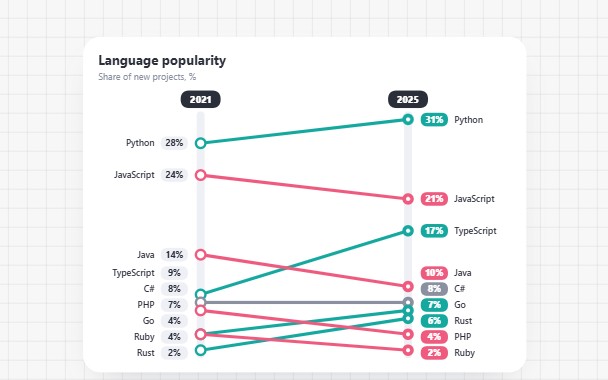 Language popularity
Share of new projects, %
2021 2025
31% Python
Python 28%
JavaScript 24%
21% JavaScript
17% TypeScript
Java 14%
TypeScript 9%
10% Java
C# 8%
8% C#
PHP 7%
7% Go
Go 4%
6% Rust
Ruby 4%
4% PHP
Rust 2%
2% Ruby